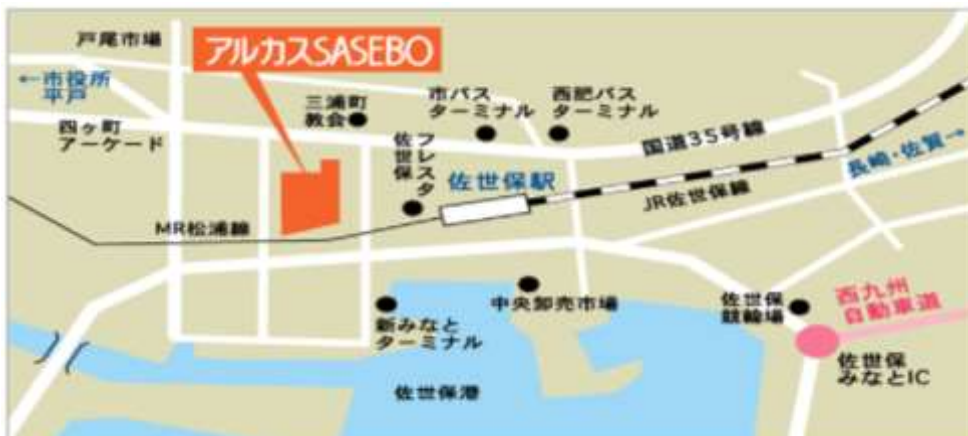 戸尾市場
アルカスSASEBO
←市役所
平戸
三浦町
教会
市バス
ターミナル
西肥バス
ターミナル
四ヶ町
アーケード
国道35号線
フレスタ
佐世保
佐世保駅
長崎・佐賀→
JR佐世保線
MR松浦線
中央卸売市場
佐世保
競輪場
西九州
自動車道
新みなと
ターミナル
佐世保
みなとIC
佐世保港